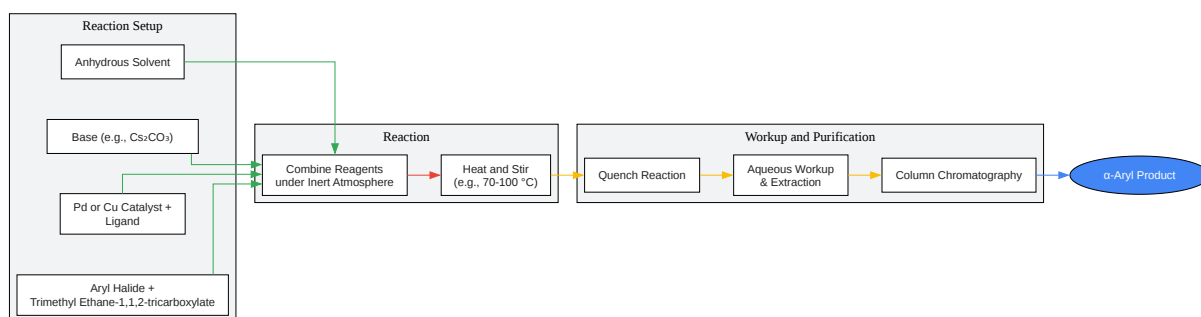 Reaction Setup
Anhydrous Solvent
Base (e.g., Cs₂CO₃)
Pd or Cu Catalyst +
Ligand
Aryl Halide +
Trimethyl Ethane-1,1,2-tricarboxylate
Reaction
Combine Reagents
under Inert Atmosphere
Heat and Stir
(e.g., 70-100 °C)
Workup and Purification
Quench Reaction
Aqueous Workup
& Extraction
Column Chromatography
α-Aryl Product